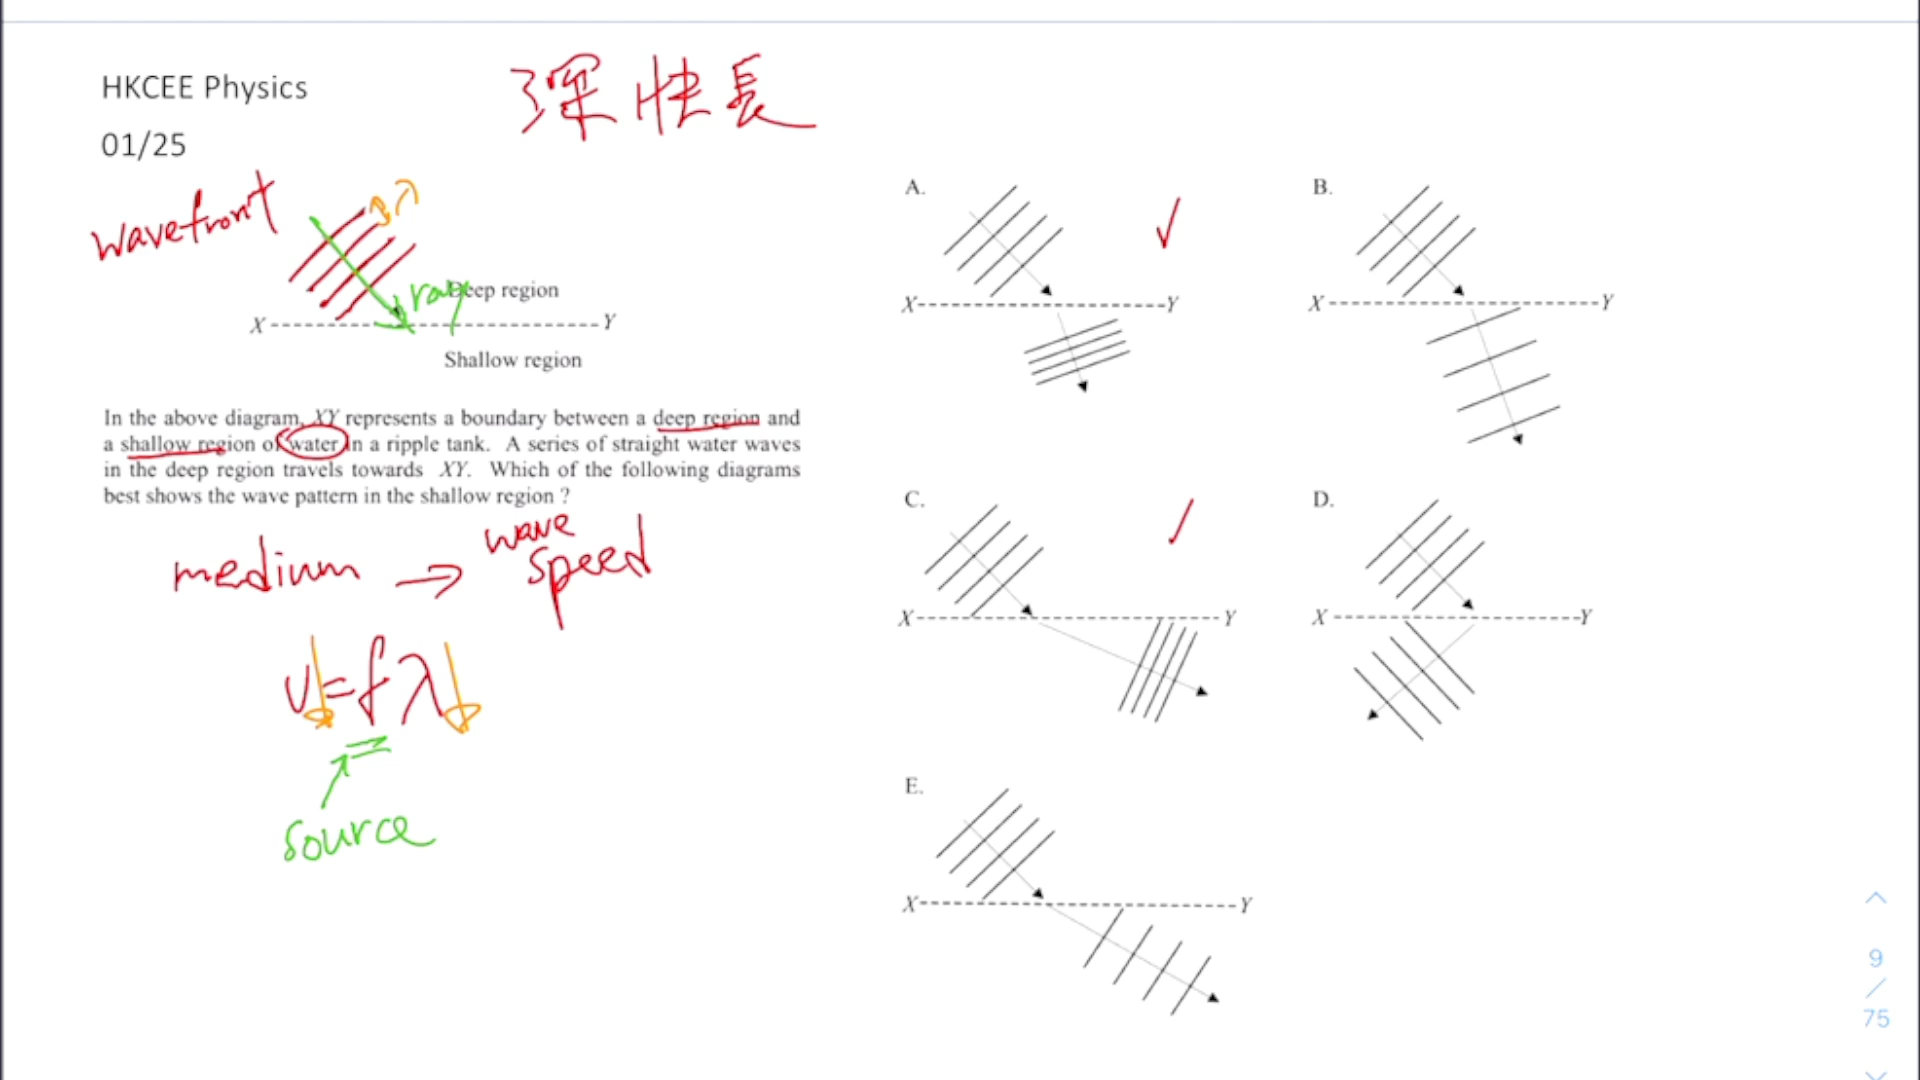 HKCEE Physics
01/25
深 快 長
wavefront
λ
ray
Deep region
X
Y
Shallow region
In the above diagram, XY represents a boundary between a deep region and
a shallow region of water in a ripple tank. A series of straight water waves
in the deep region travels towards XY. Which of the following diagrams
best shows the wave pattern in the shallow region ?
medium → wave speed
v = f λ
source
A.
X
Y
B.
X
Y
C.
X
Y
D.
X
Y
E.
X
Y
9
/
75